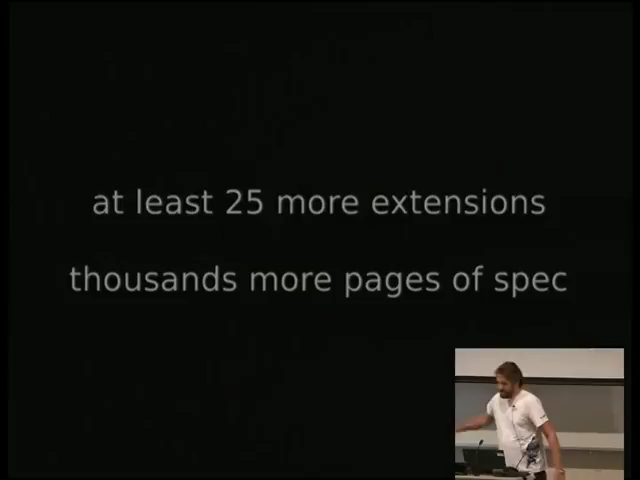 at least 25 more extensions
thousands more pages of spec